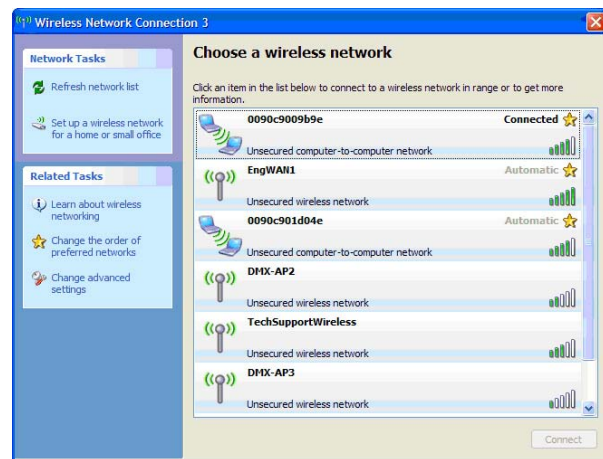 Wireless Network Connection 3
Network Tasks
Refresh network list
Set up a wireless network
for a home or small office
Related Tasks
Learn about wireless
networking
Change the order of
preferred networks
Change advanced
settings
Choose a wireless network
Click an item in the list below to connect to a wireless network in range or to get more
information.
0090c9009b9e Connected
Unsecured computer-to-computer network
EngWAN1 Automatic
Unsecured wireless network
0090c901d04e Automatic
Unsecured computer-to-computer network
DMX-AP2
Unsecured wireless network
TechSupportWireless
Unsecured wireless network
DMX-AP3
Unsecured wireless network
Connect